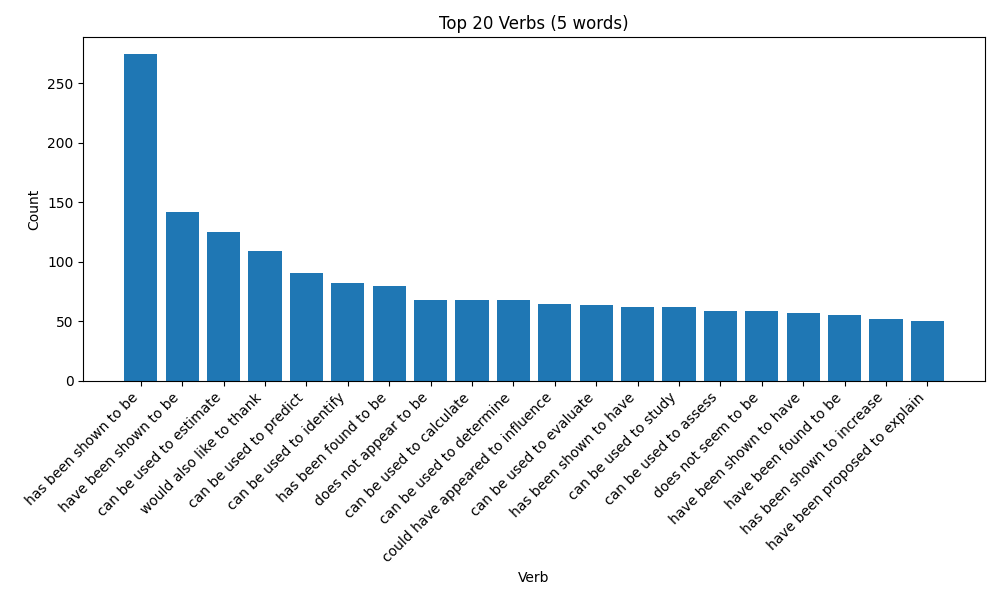 Top 20 Verbs (5 words)
Count
250
200
150
100
50
0
has been shown to be
have been shown to be
can be used to estimate
would also like to thank
can be used to predict
can be used to identify
has been found to be
does not appear to be
can be used to calculate
can be used to determine
could have appeared to influence
can be used to evaluate
has been shown to have
can be used to study
can be used to assess
does not seem to be
have been shown to have
have been found to be
has been shown to increase
have been proposed to explain
Verb